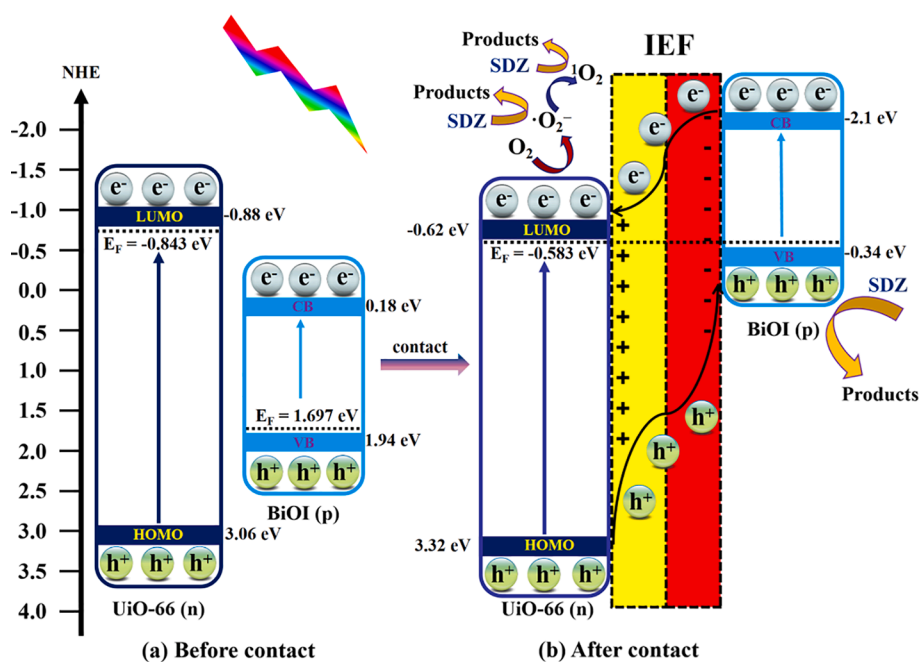 NHE
-2.0
-1.5
-1.0
-0.5
0.0
0.5
1.0
1.5
2.0
2.5
3.0
3.5
4.0
e⁻ e⁻ e⁻
LUMO
-0.88 eV
E_F = -0.843 eV
HOMO
3.06 eV
h⁺ h⁺ h⁺
UiO-66 (n)
e⁻ e⁻ e⁻
CB
0.18 eV
E_F = 1.697 eV
VB
1.94 eV
h⁺ h⁺ h⁺
BiOI (p)
(a) Before contact
contact
Products
SDZ
¹O₂
Products
SDZ
·O₂⁻
O₂
e⁻ e⁻ e⁻
LUMO
-0.62 eV
E_F = -0.583 eV
HOMO
3.32 eV
h⁺ h⁺ h⁺
UiO-66 (n)
IEF
e⁻
e⁻
e⁻
+ + + + + + + +
- - - - - - - -
h⁺
h⁺
h⁺
e⁻ e⁻ e⁻
CB
-2.1 eV
VB
-0.34 eV
h⁺ h⁺ h⁺
BiOI (p)
SDZ
Products
(b) After contact